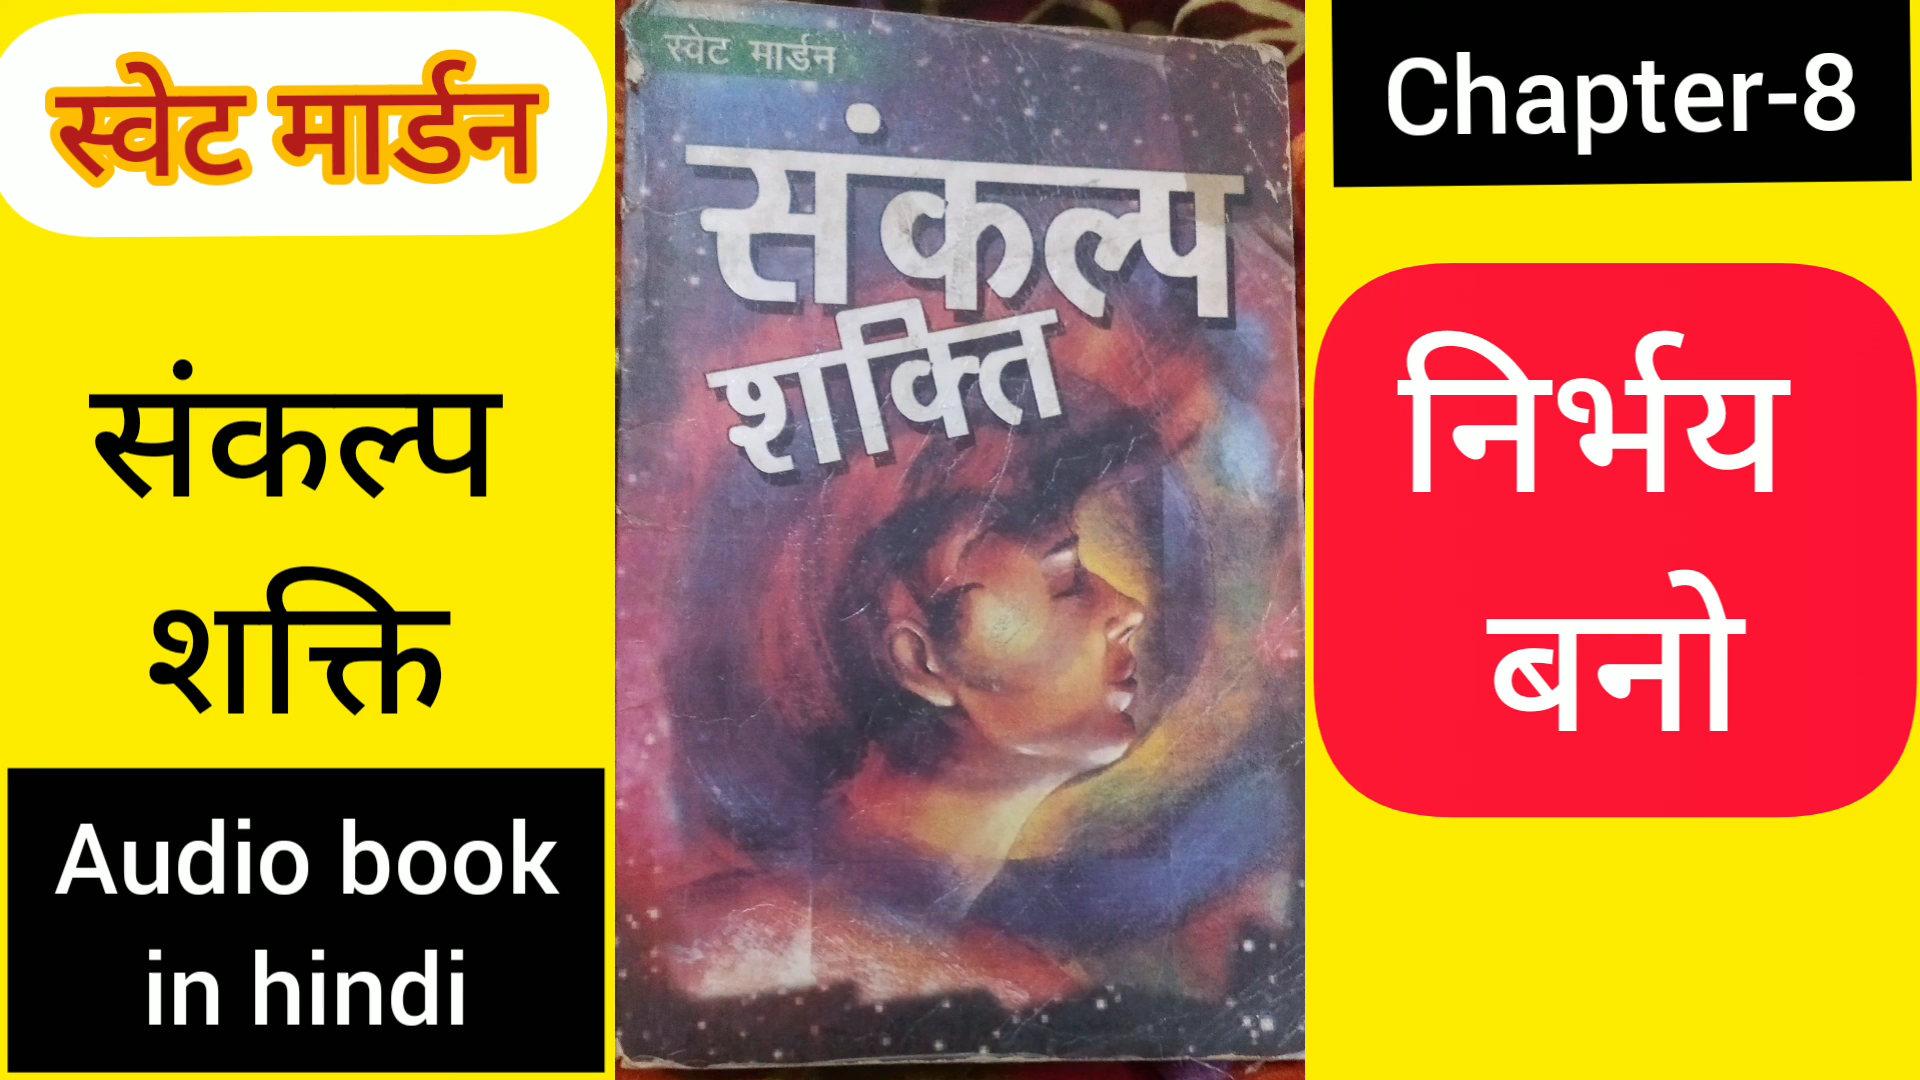 स्वेट मार्डन
संकल्प
शक्ति
Audio book
in hindi
स्वेट मार्डन
संकल्प
शक्ति
Chapter-8
निर्भय
बनो